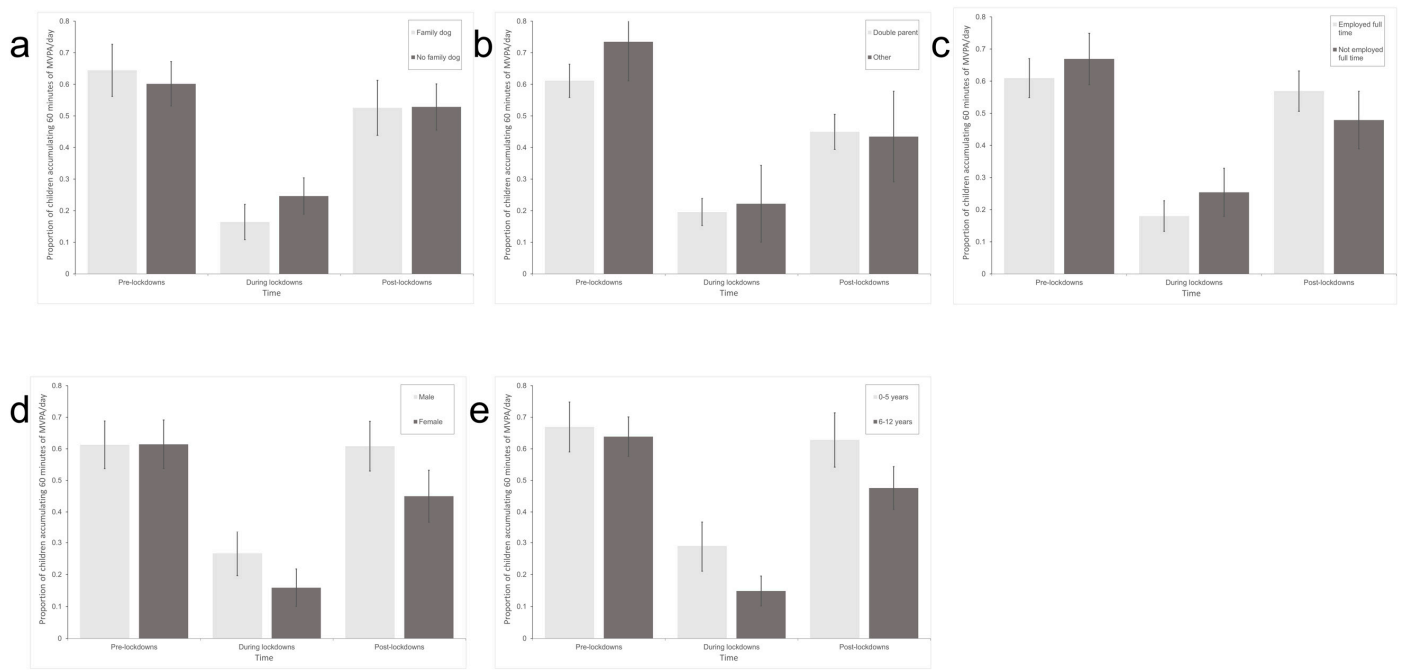 a
Proportion of children accumulating 60 minutes of MVPA/day
0.8
0.7
0.6
0.5
0.4
0.3
0.2
0.1
0
Family dog
No family dog
Pre-lockdowns
During lockdowns
Post-lockdowns
Time
b
Proportion of children accumulating 60 minutes of MVPA/day
0.8
0.7
0.6
0.5
0.4
0.3
0.2
0.1
0
Double parent
Other
Pre-lockdowns
During lockdowns
Post-lockdowns
Time
c
Proportion of children accumulating 60 minutes of MVPA/day
0.8
0.7
0.6
0.5
0.4
0.3
0.2
0.1
0
Employed full
time
Not employed
full time
Pre-lockdowns
During lockdowns
Post-lockdowns
Time
d
Proportion of children accumulating 60 minutes of MVPA/day
0.8
0.7
0.6
0.5
0.4
0.3
0.2
0.1
0
Male
Female
Pre-lockdowns
During lockdowns
Post-lockdowns
Time
e
Proportion of children accumulating 60 minutes of MVPA/day
0.8
0.7
0.6
0.5
0.4
0.3
0.2
0.1
0
0-5 years
6-12 years
Pre-lockdowns
During lockdowns
Post-lockdowns
Time